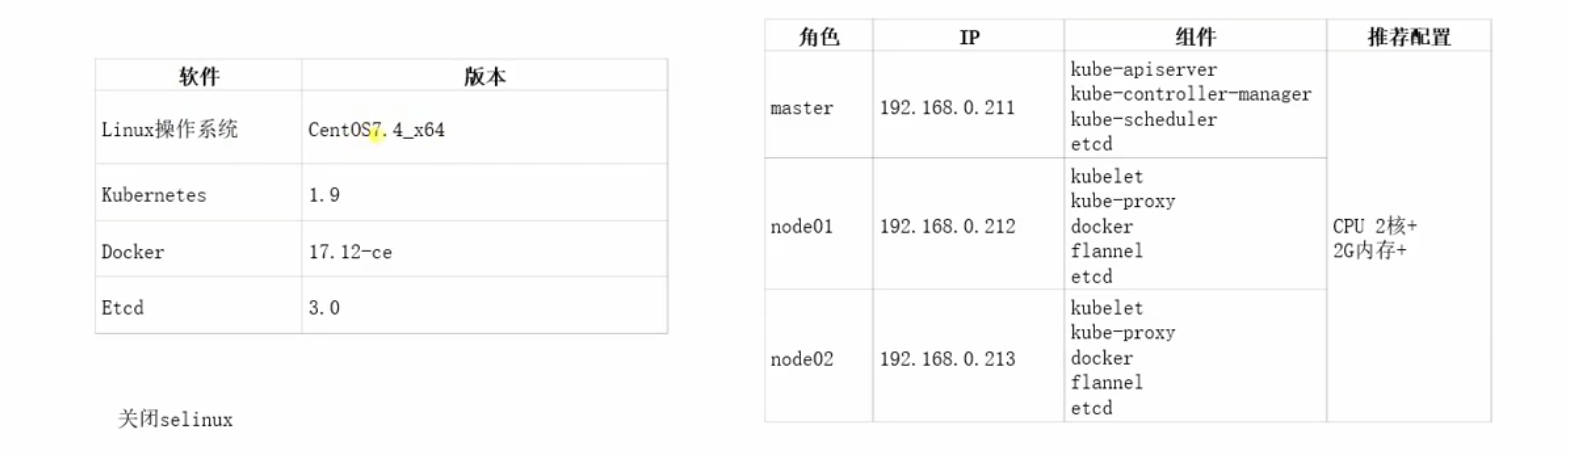 软件 版本
Linux操作系统 CentOS7.4_x64
Kubernetes 1.9
Docker 17.12-ce
Etcd 3.0
关闭selinux
角色 IP 组件 推荐配置
master 192.168.0.211
kube-apiserver
kube-controller-manager
kube-scheduler
etcd
node01 192.168.0.212
kubelet
kube-proxy
docker
flannel
etcd
node02 192.168.0.213
kubelet
kube-proxy
docker
flannel
etcd
CPU 2核+
2G内存+